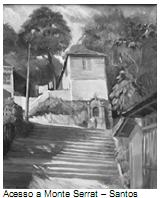 Acesso a Monte Serrat – Santos